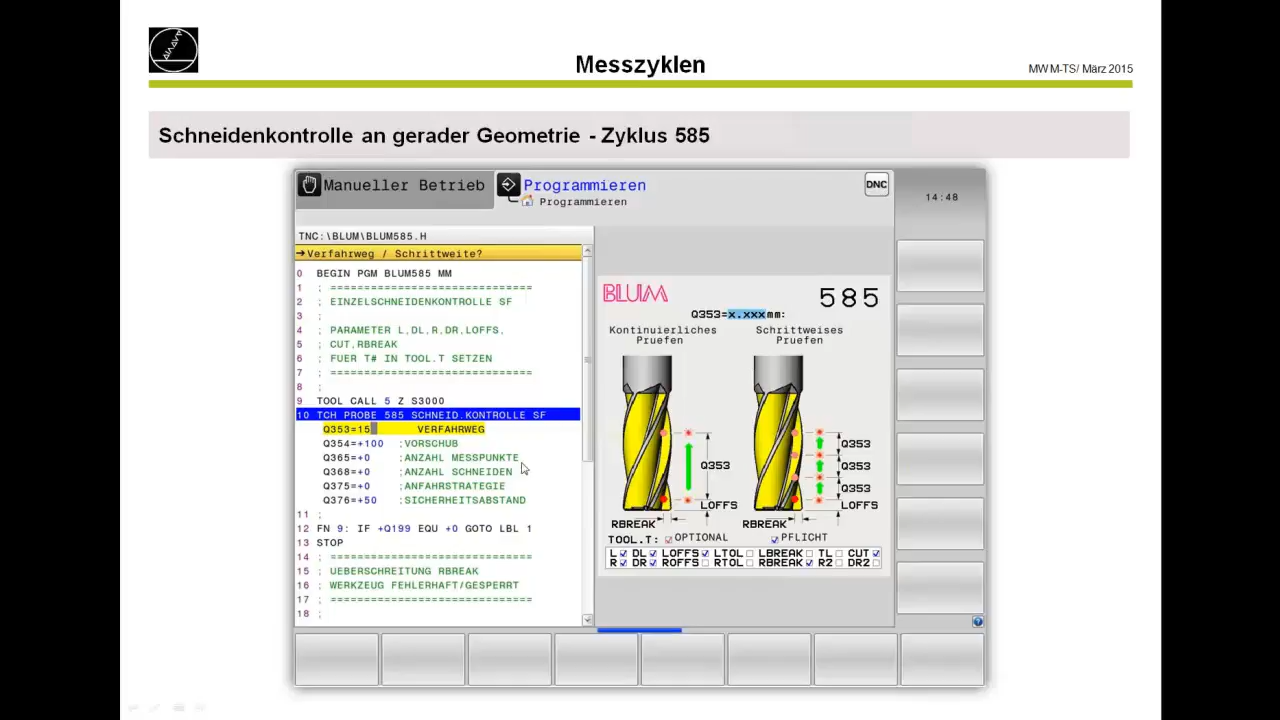 Messzyklen
MWM-TS/ März 2015
Schneidenkontrolle an gerader Geometrie - Zyklus 585
Manueller Betrieb
Programmieren
Programmieren
DNC
14:48
TNC:\BLUM\BLUM585.H
➔Verfahrweg / Schrittweite?
0 BEGIN PGM BLUM585 MM
1 ; ==============================
2 ; EINZELSCHNEIDENKONTROLLE SF
3 ;
4 ; PARAMETER L,DL,R,DR,LOFFS,
5 ; CUT,RBREAK
6 ; FUER T# IN TOOL.T SETZEN
7 ; ==============================
8 ;
9 TOOL CALL 5 Z S3000
10 TCH PROBE 585 SCHNEID.KONTROLLE SF
Q353=15 VERFAHRWEG
Q354=+100 ;VORSCHUB
Q365=+0 ;ANZAHL MESSPUNKTE
Q368=+0 ;ANZAHL SCHNEIDEN
Q375=+0 ;ANFAHRSTRATEGIE
Q376=+50 ;SICHERHEITSABSTAND
11 ;
12 FN 9: IF +Q199 EQU +0 GOTO LBL 1
13 STOP
14 ; ==============================
15 ; UEBERSCHREITUNG RBREAK
16 ; WERKZEUG FEHLERHAFT/GESPERRT
17 ; ==============================
18 ;
BLUM
585
Q353=x.xxxmm:
Kontinuierliches
Pruefen
Schrittweises
Pruefen
Q353
LOFFS
RBREAK
Q353
Q353
Q353
LOFFS
RBREAK
TOOL.T: OPTIONAL PFLICHT
L DL LOFFS LTOL LBREAK TL CUT
R DR ROFFS RTOL RBREAK R2 DR2